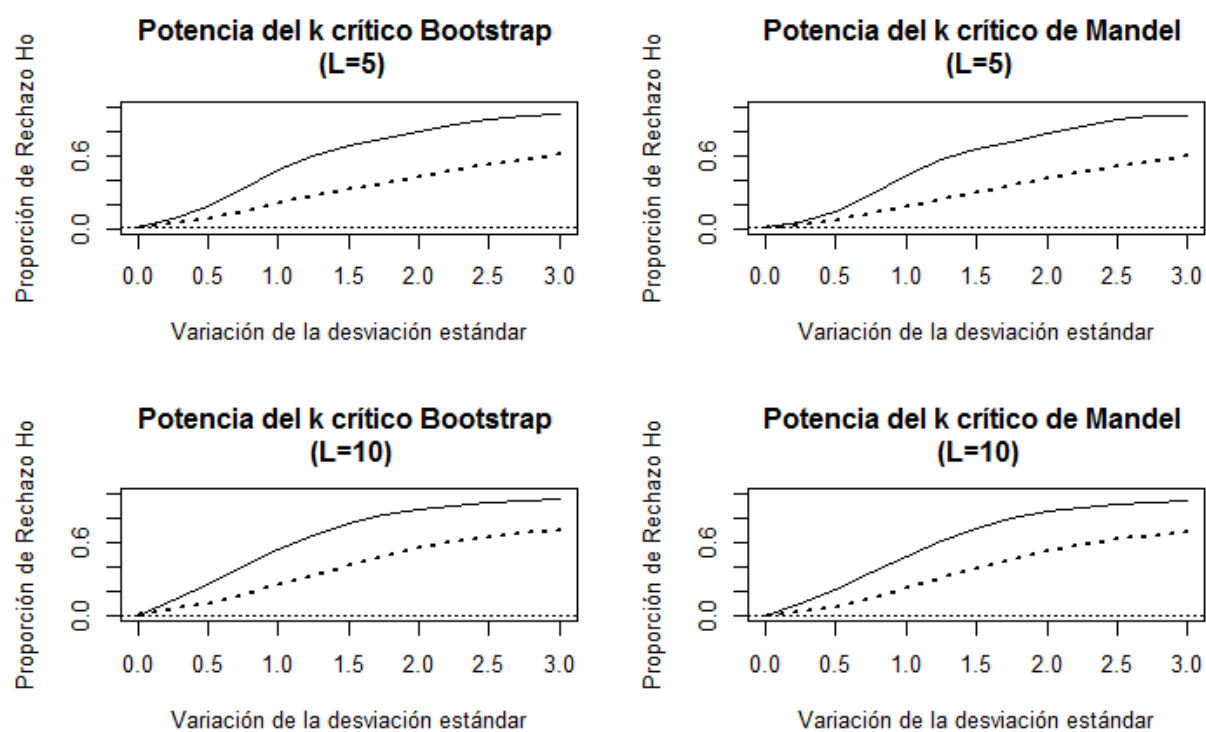 Potencia del k crítico Bootstrap
(L=5)
Proporción de Rechazo Ho
0.6
0.0
0.0 0.5 1.0 1.5 2.0 2.5 3.0
Variación de la desviación estándar
Potencia del k crítico de Mandel
(L=5)
Proporción de Rechazo Ho
0.6
0.0
0.0 0.5 1.0 1.5 2.0 2.5 3.0
Variación de la desviación estándar
Potencia del k crítico Bootstrap
(L=10)
Proporción de Rechazo Ho
0.6
0.0
0.0 0.5 1.0 1.5 2.0 2.5 3.0
Variación de la desviación estándar
Potencia del k crítico de Mandel
(L=10)
Proporción de Rechazo Ho
0.6
0.0
0.0 0.5 1.0 1.5 2.0 2.5 3.0
Variación de la desviación estándar